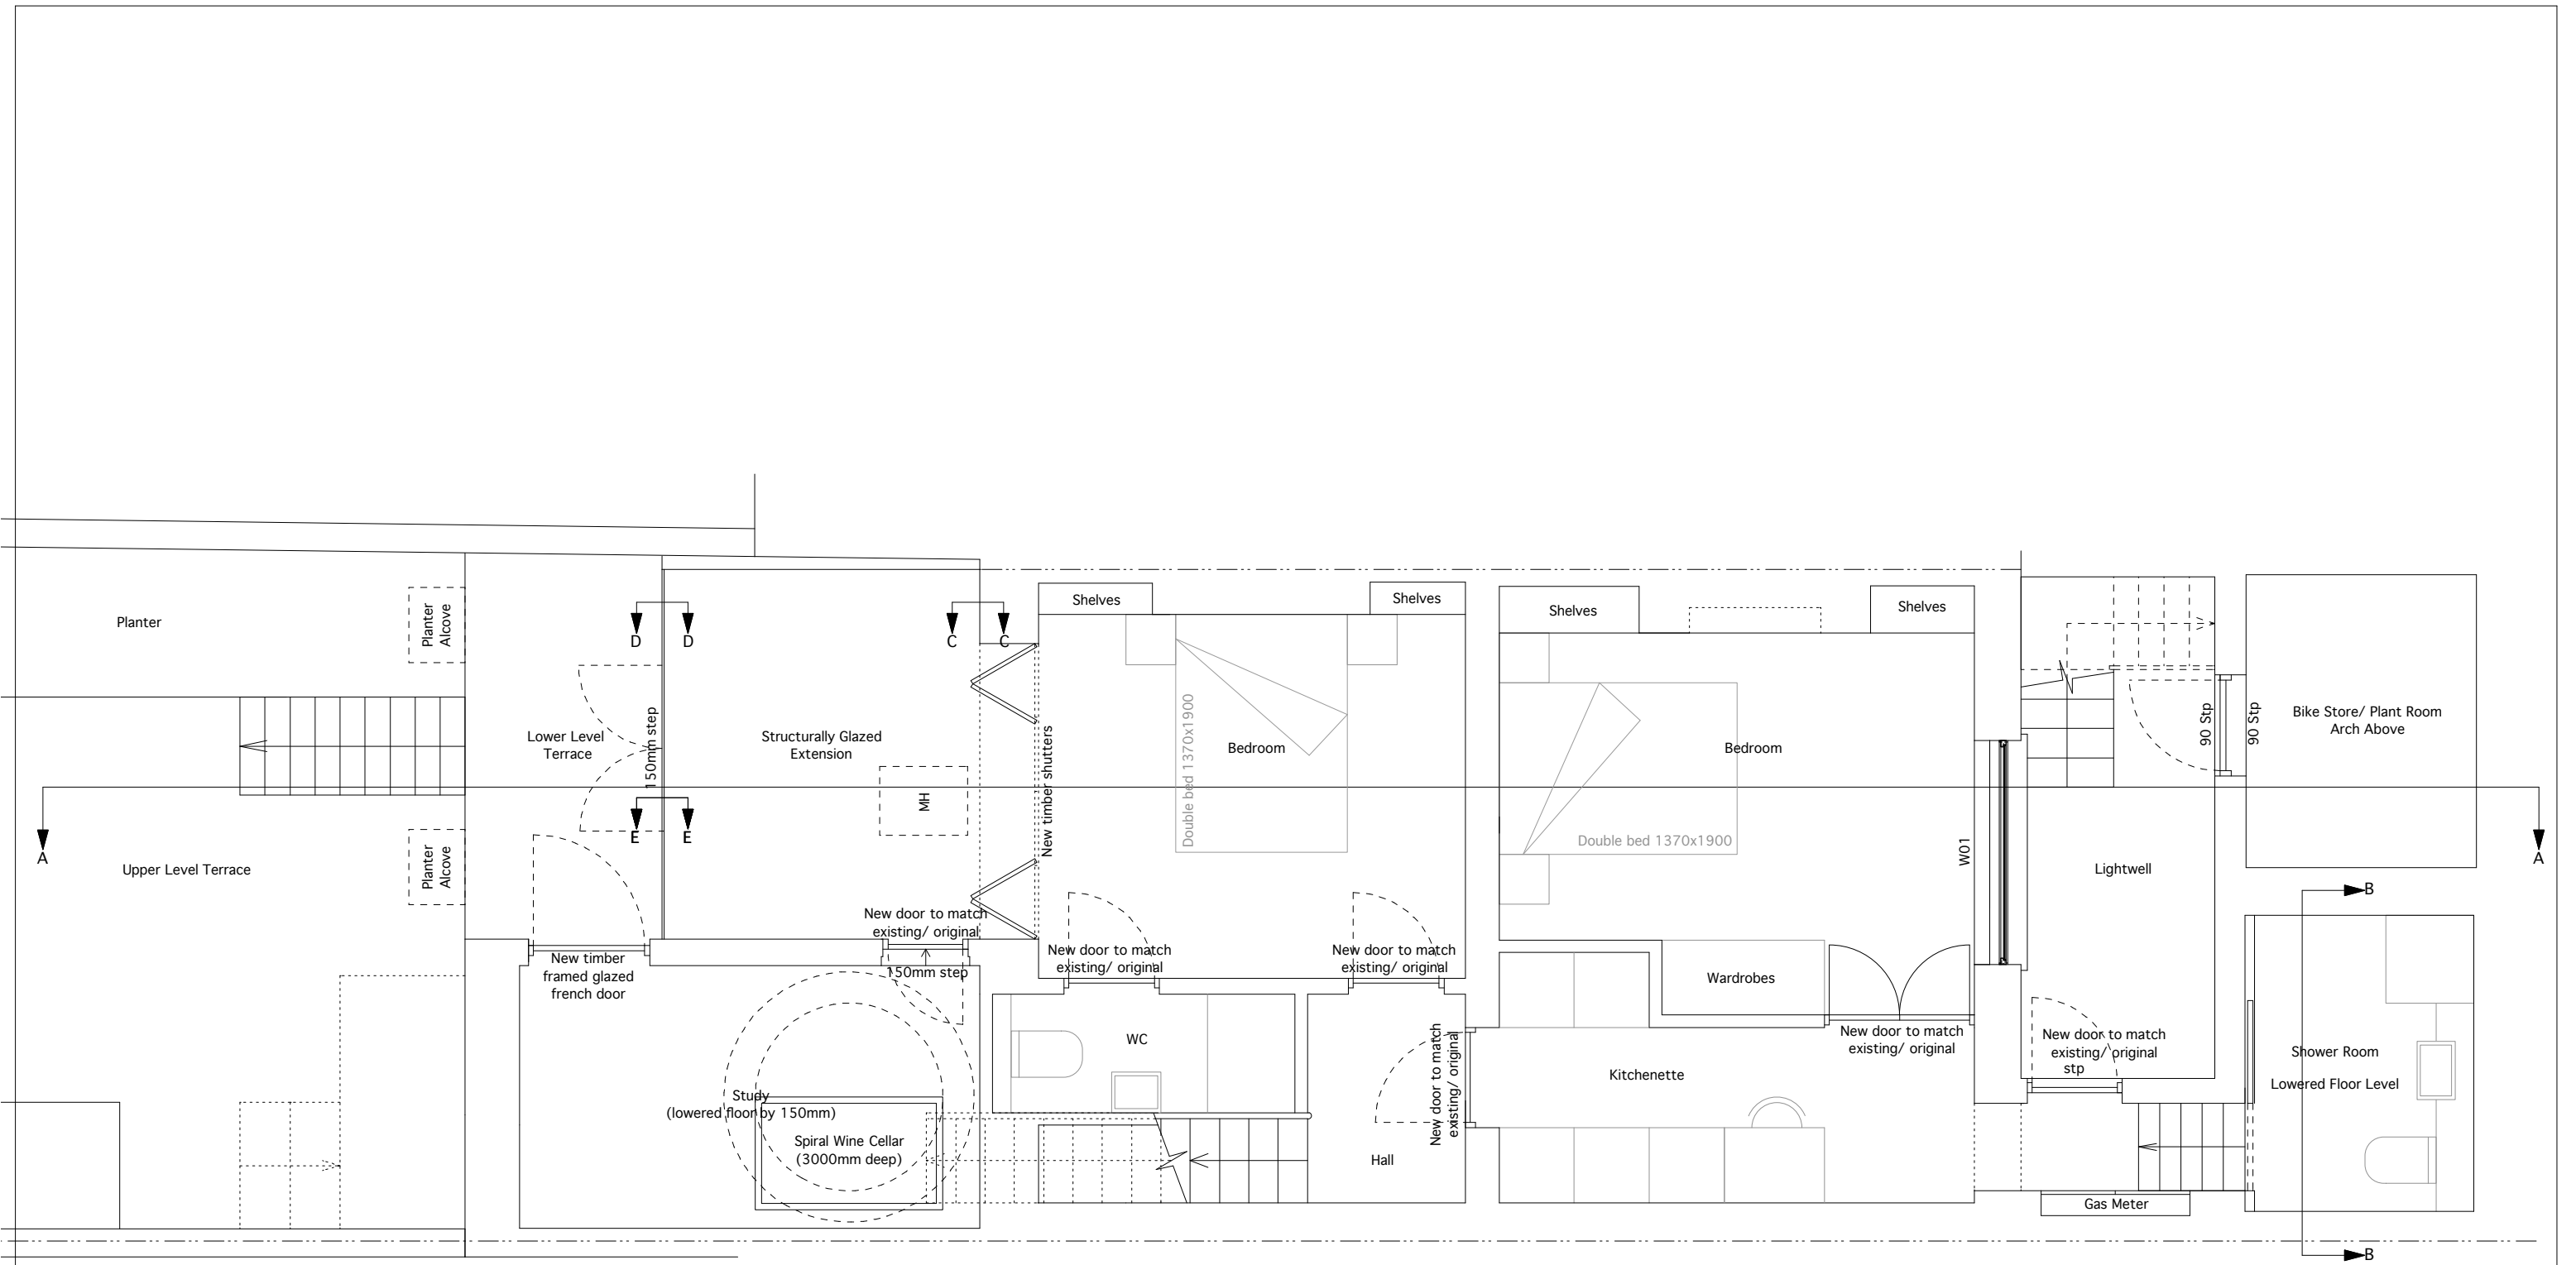 Shelves
Shelves
Shelves
Shelves
Planter
Planter
Alcove
D
D
C
C
Lower Level
Terrace
150mm step
Structurally Glazed
Extension
MH
New timber shutters
Double bed 1370x1900
Bedroom
Double bed 1370x1900
Bedroom
W01
90 Stp
90 Stp
Bike Store/ Plant Room
Arch Above
A
E
E
A
Upper Level Terrace
Planter
Alcove
Lightwell
B
New door to match
existing/ original
150mm step
New timber
framed glazed
french door
New door to match
existing/ original
New door to match
existing/ original
Wardrobes
New door to match
existing/ original
New door to match
existing/ original
stp
WC
New door to match
existing/ original
Kitchenette
Shower Room
Lowered Floor Level
Study
(lowered floor by 150mm)
Spiral Wine Cellar
(3000mm deep)
Hall
Gas Meter
B